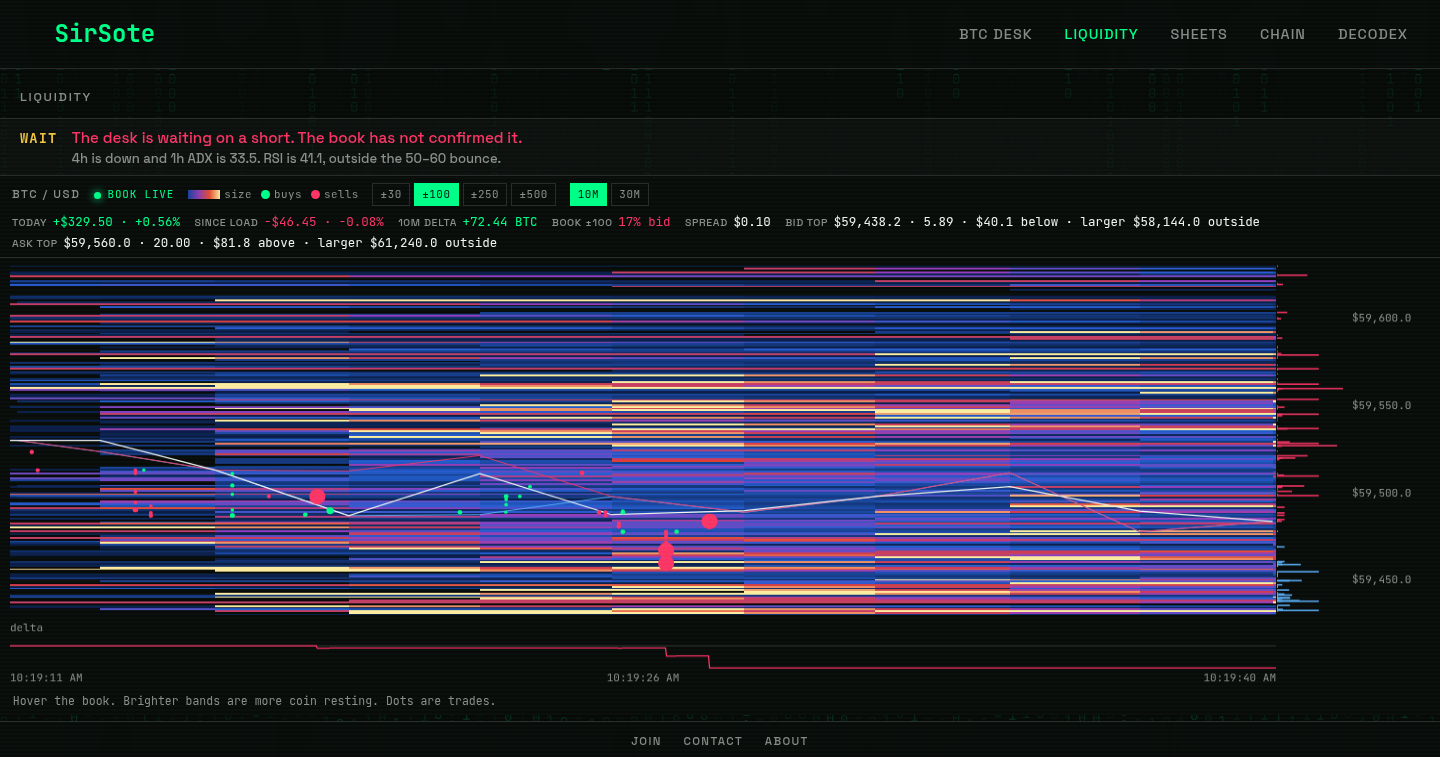 SirSote
BTC DESK LIQUIDITY SHEETS CHAIN DECODEX
LIQUIDITY
WAIT The desk is waiting on a short. The book has not confirmed it.
4h is down and 1h ADX is 33.5. RSI is 41.1, outside the 50–60 bounce.
BTC / USD BOOK LIVE size buys sells ±30 ±100 ±250 ±500 10M 30M
TODAY +$329.50 · +0.56% SINCE LOAD -$46.45 · -0.08% 10M DELTA +72.44 BTC BOOK ±100 17% bid SPREAD $0.10 BID TOP $59,438.2 · 5.89 · $40.1 below · larger $58,144.0 outside
ASK TOP $59,560.0 · 20.00 · $81.8 above · larger $61,240.0 outside
$59,600.0
$59,550.0
$59,500.0
$59,450.0
delta
10:19:11 AM 10:19:26 AM 10:19:40 AM
Hover the book. Brighter bands are more coin resting. Dots are trades.
JOIN CONTACT ABOUT